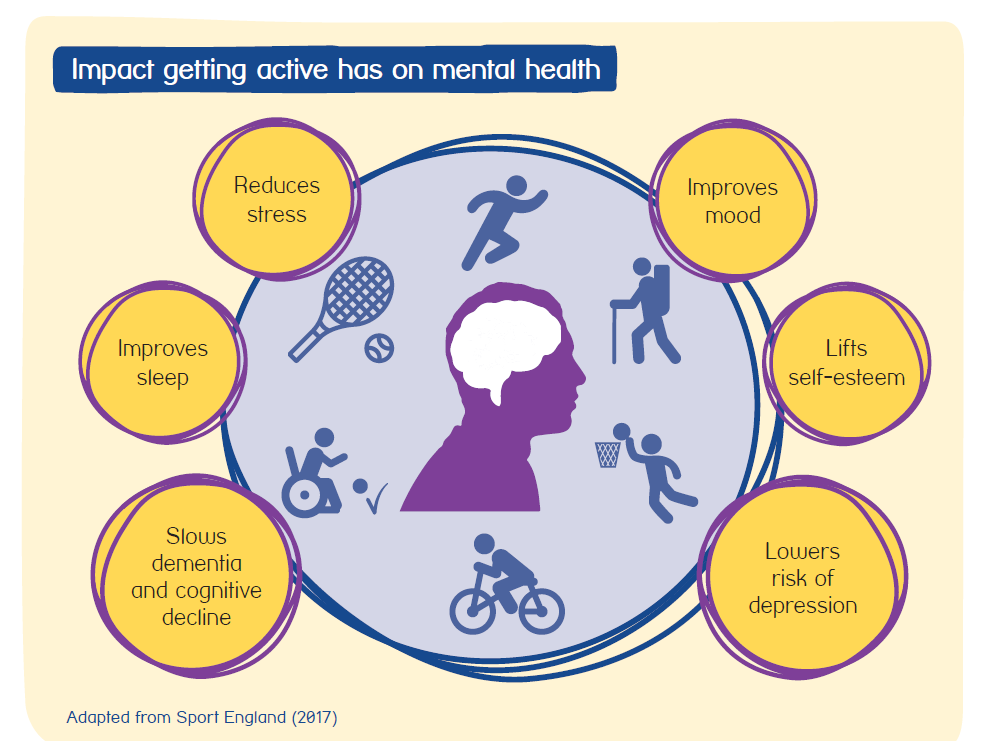 Impact getting active has on mental health
Reduces
stress
Improves
mood
Improves
sleep
Lifts
self-esteem
Slows
dementia
and cognitive
decline
Lowers
risk of
depression
Adapted from Sport England (2017)